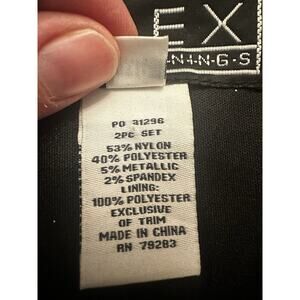 EX
N·I·N·G·S
PO 31296
2PC SET
53% NYLON
40% POLYESTER
5% METALLIC
2% SPANDEX
LINING:
100% POLYESTER
EXCLUSIVE
OF TRIM
MADE IN CHINA
RN 79283